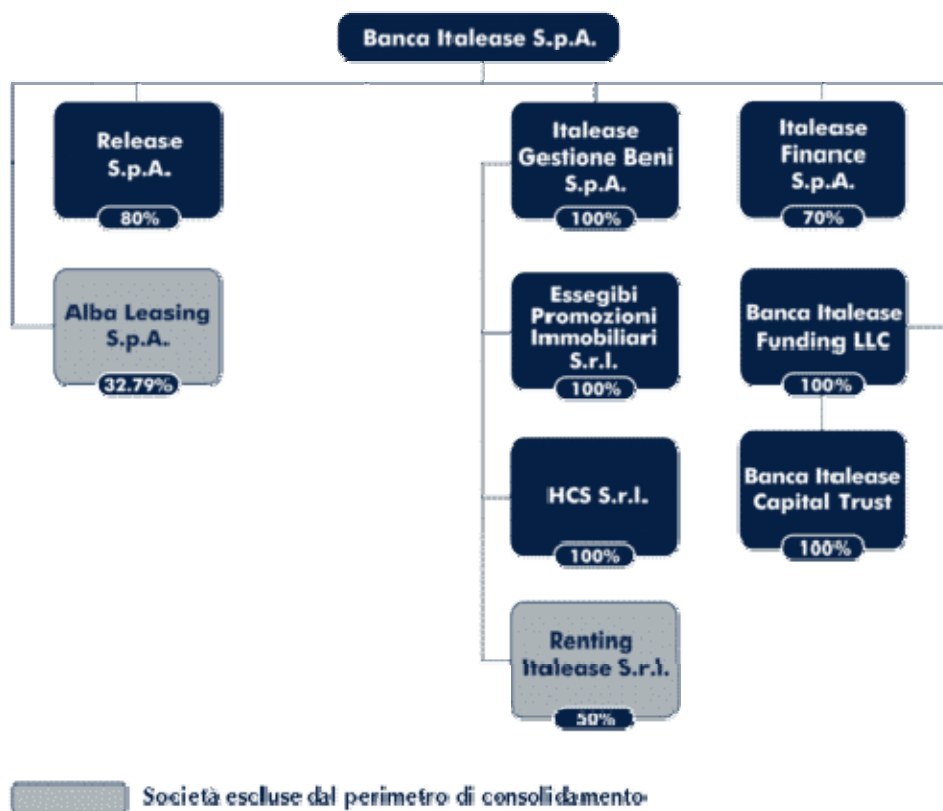 Banca Italease S.p.A.
Release
S.p.A.
80%
Alba Leasing
S.p.A.
32.79%
Italease
Gestione Beni
S.p.A.
100%
Essegibi
Promozioni
Immobiliari
S.r.l.
100%
HCS S.r.l.
100%
Renting
Italease S.r.l.
50%
Italease
Finance
S.p.A.
70%
Banca Italease
Funding LLC
100%
Banca Italease
Capital Trust
100%
Società escluse dal perimetro di consolidamento